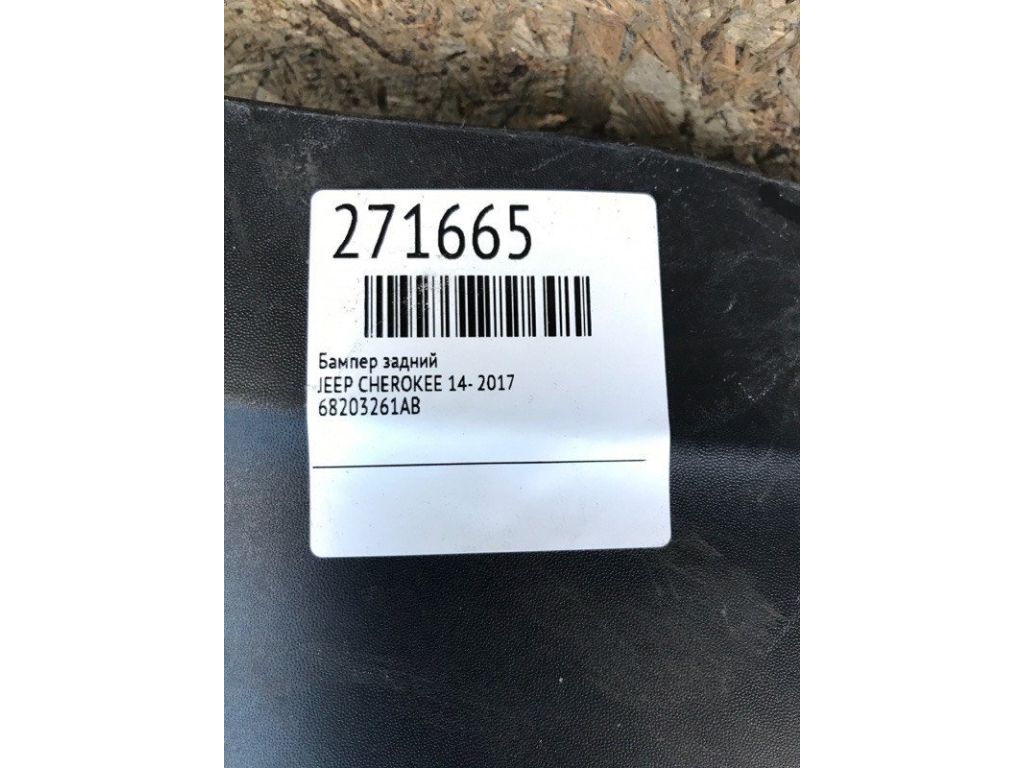 271665
Бампер задний
JEEP CHEROKEE 14- 2017
68203261AB